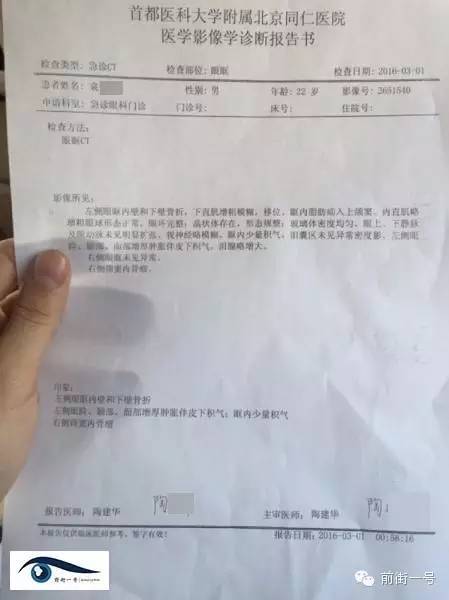 首都医科大学附属北京同仁医院
医学影像学诊断报告书
检查类型: 急诊CT 检查部位: 眼眶 检查日期: 2016-03-01
患者姓名: 袁 性别: 男 年龄: 22 岁 影像号: 2651540
申请科室: 急诊眼科门诊 门诊号: 床号: 住院号:
检查方法:
眼眶CT
影像所见:
左侧眼眶内壁和下壁骨折, 下直肌增粗模糊, 移位, 眶内脂肪疝入上颌窦. 内直肌略
增粗眼球形态正常, 眼环完整; 晶状体存在, 形态规整; 玻璃体密度均匀. 眼上、下静脉
及眼动脉未见明显扩张. 视神经略模糊. 眶内少量积气. 泪囊区未见异常密度影. 左侧眼
睑、颞部、面部增厚肿胀伴皮下积气. 泪腺略增大.
右侧眼眶未见异常.
右侧筛窦内骨瘤.
印象:
左侧眼眶内壁和下壁骨折
左侧眼睑、颞部、面部增厚肿胀伴皮下积气; 眶内少量积气
右侧筛窦内骨瘤
报告医师: 陶建华 陶 主审医师: 陶建华 陶
本报告仅供临床医师参考, 签字有效! 报告日期: 2016-03-01 00:58:16
前街一号
前街一号